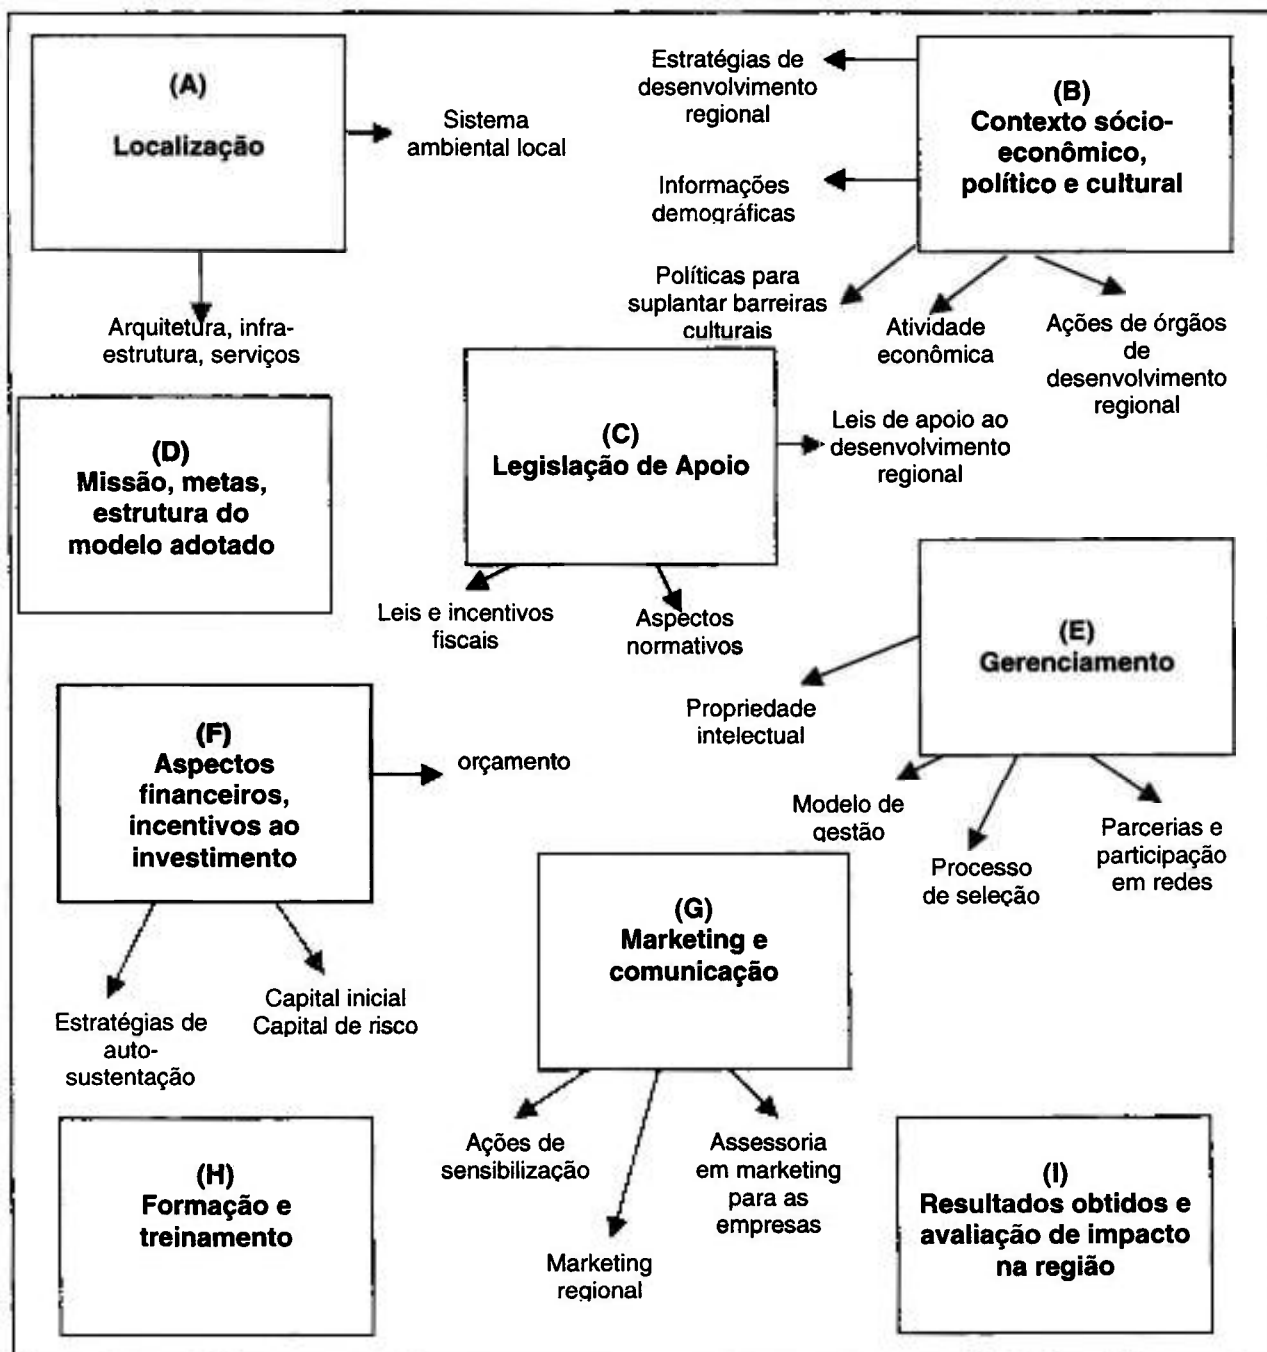 (A)
Localização
Sistema
ambiental local
Arquitetura, infra-
estrutura, serviços
Estratégias de
desenvolvimento
regional
(B)
Contexto sócio-
econômico,
político e cultural
Informações
demográficas
Políticas para
suplantar barreiras
culturais
Atividade
econômica
Ações de órgãos
de
desenvolvimento
regional
(C)
Legislação de Apoio
Leis de apoio ao
desenvolvimento
regional
Leis e incentivos
fiscais
Aspectos
normativos
(D)
Missão, metas,
estrutura do
modelo adotado
(E)
Gerenciamento
Propriedade
intelectual
Modelo de
gestão
Processo
de seleção
Parcerias e
participação
em redes
(F)
Aspectos
financeiros,
incentivos ao
investimento
orçamento
Estratégias de
auto-
sustentação
Capital inicial
Capital de risco
(G)
Marketing e
comunicação
Ações de
sensibilização
Marketing
regional
Assessoria
em marketing
para as
empresas
(H)
Formação e
treinamento
(I)
Resultados obtidos e
avaliação de impacto
na região